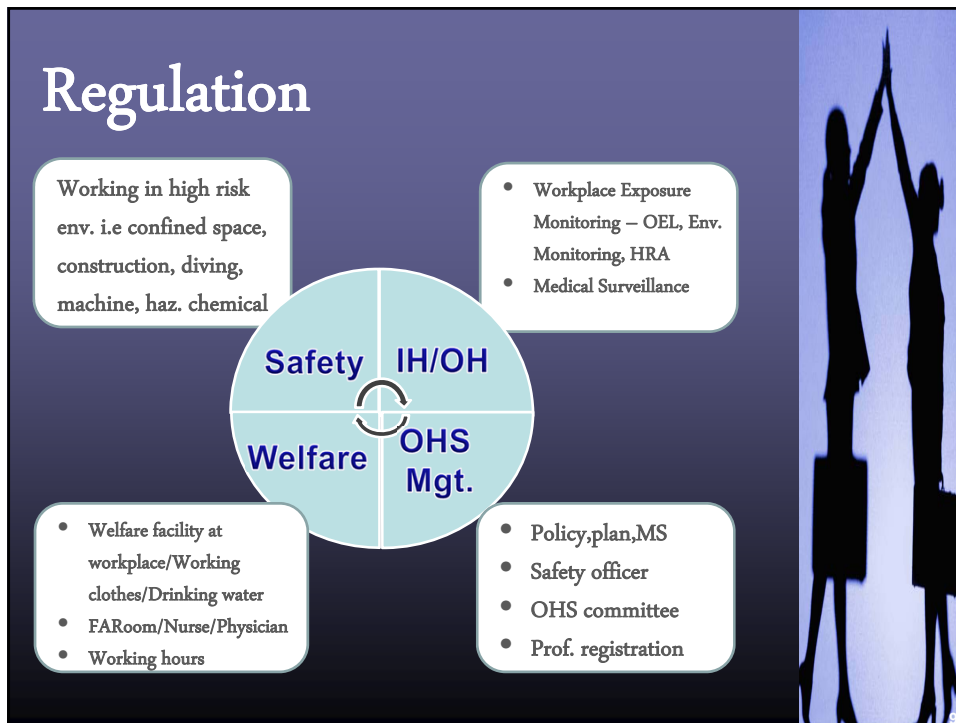 Regulation
Working in high risk
env. i.e confined space,
construction, diving,
machine, haz. chemical
• Workplace Exposure
Monitoring – OEL, Env.
Monitoring, HRA
• Medical Surveillance
Safety
IH/OH
Welfare
OHS
Mgt.
• Welfare facility at
workplace/Working
clothes/Drinking water
• FARoom/Nurse/Physician
• Working hours
• Policy,plan,MS
• Safety officer
• OHS committee
• Prof. registration
9